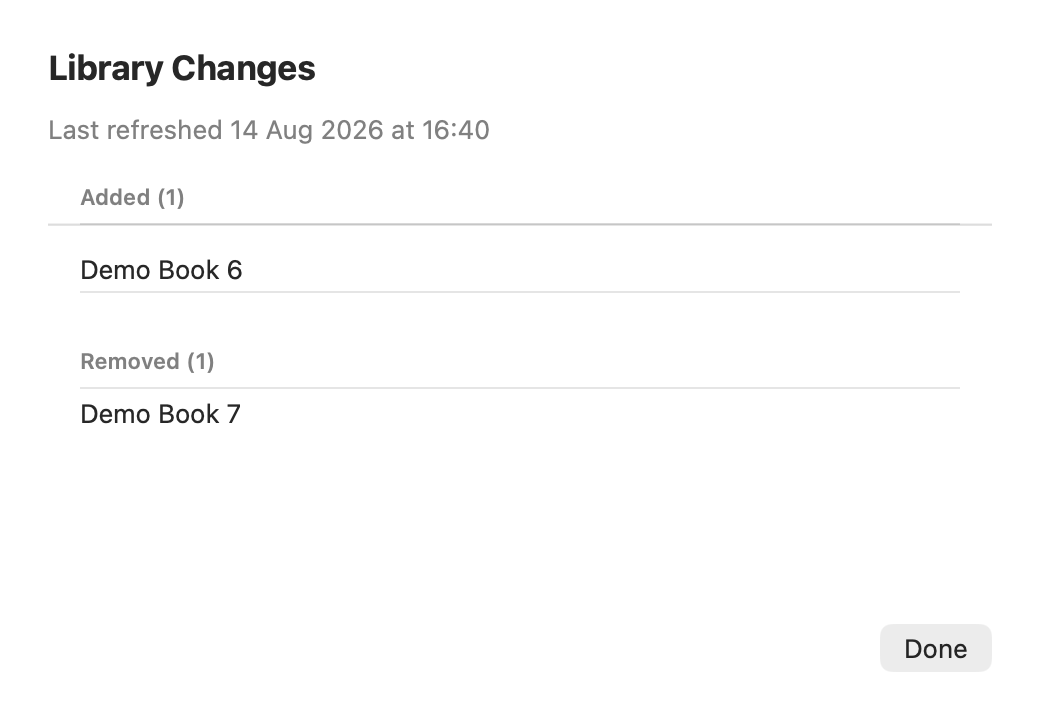 Library Changes
Last refreshed 14 Aug 2026 at 16:40
Added (1)
Demo Book 6
Removed (1)
Demo Book 7
Done